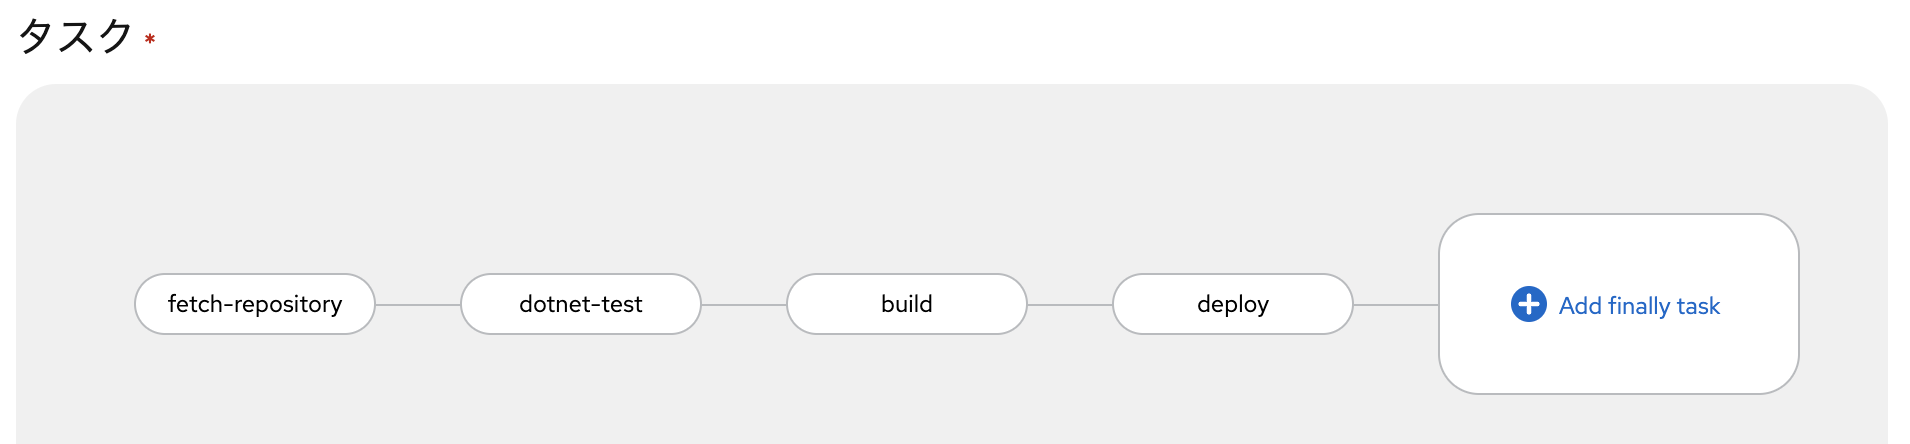 タスク *
fetch-repository
dotnet-test
build
deploy
Add finally task